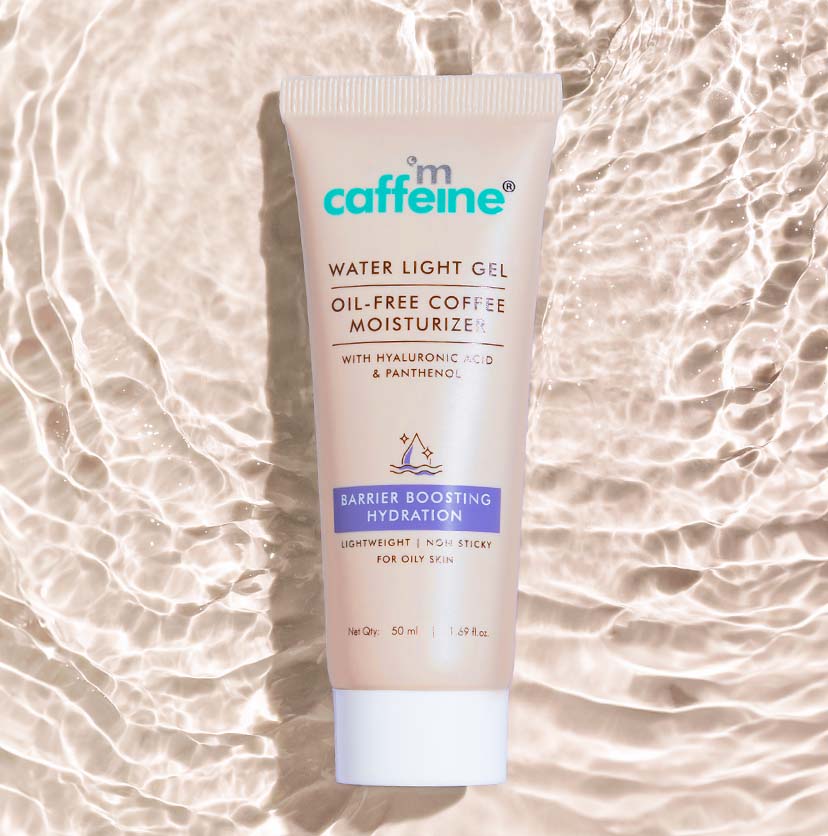 'm
caffeine®
WATER LIGHT GEL
OIL-FREE COFFEE
MOISTURIZER
WITH HYALURONIC ACID
& PANTHENOL
BARRIER BOOSTING
HYDRATION
LIGHTWEIGHT | NON STICKY
FOR OILY SKIN
Net Qty: 50 ml | 1.69 fl.oz.